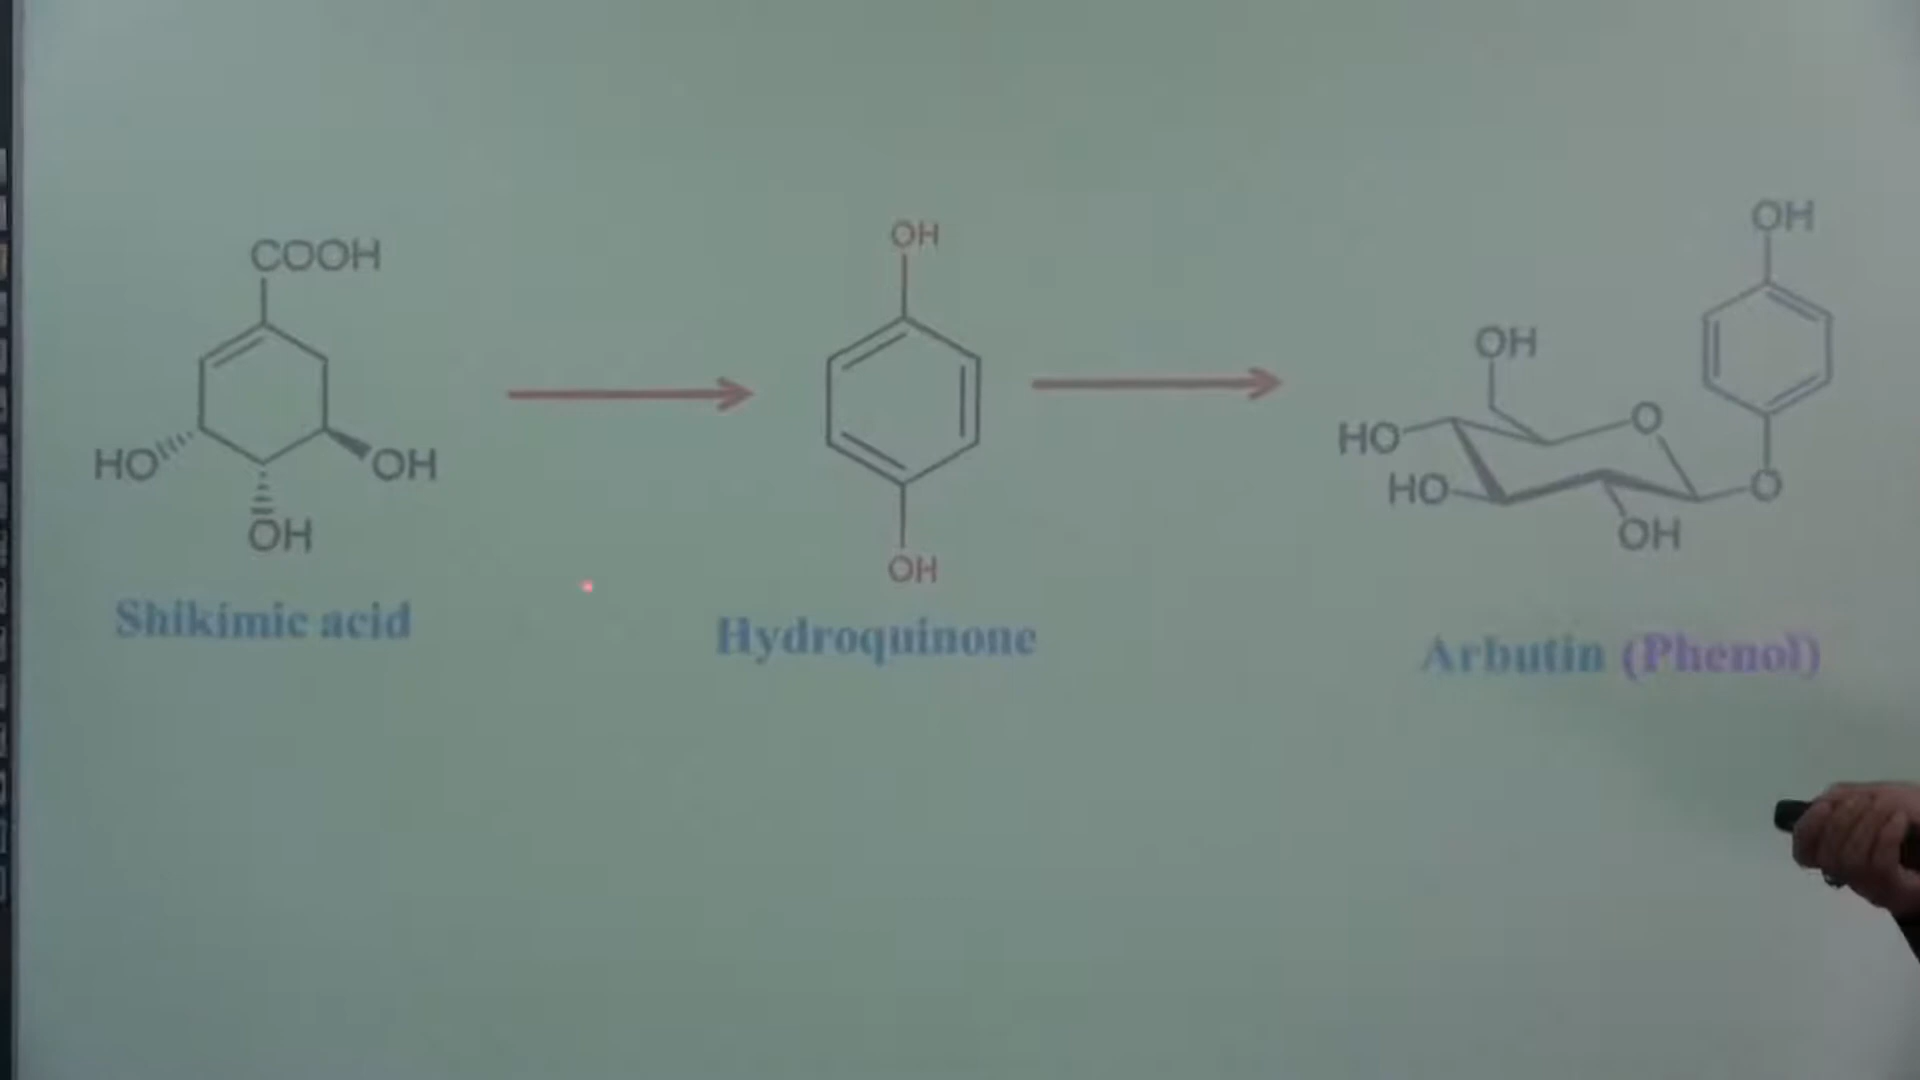 COOH
HO
OH
OH
Shikimic acid
OH
OH
Hydroquinone
OH
OH
HO
O
HO
O
OH
Arbutin (Phenol)